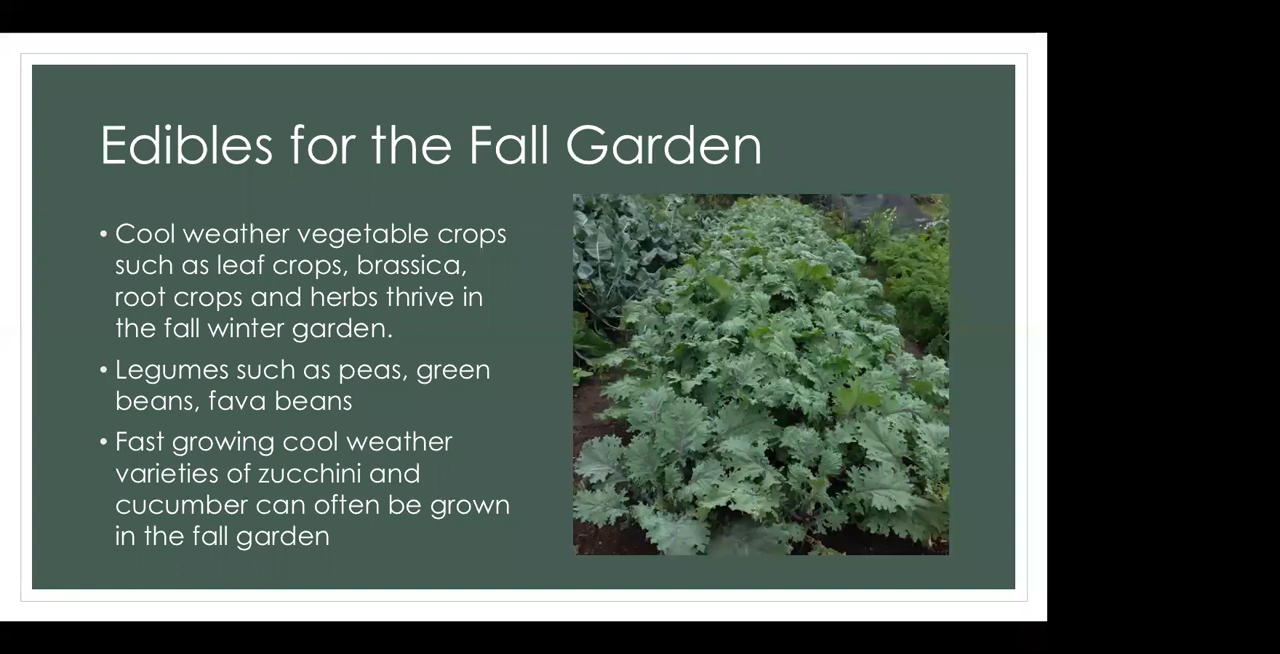 Edibles for the Fall Garden
• Cool weather vegetable crops
such as leaf crops, brassica,
root crops and herbs thrive in
the fall winter garden.
• Legumes such as peas, green
beans, fava beans
• Fast growing cool weather
varieties of zucchini and
cucumber can often be grown
in the fall garden